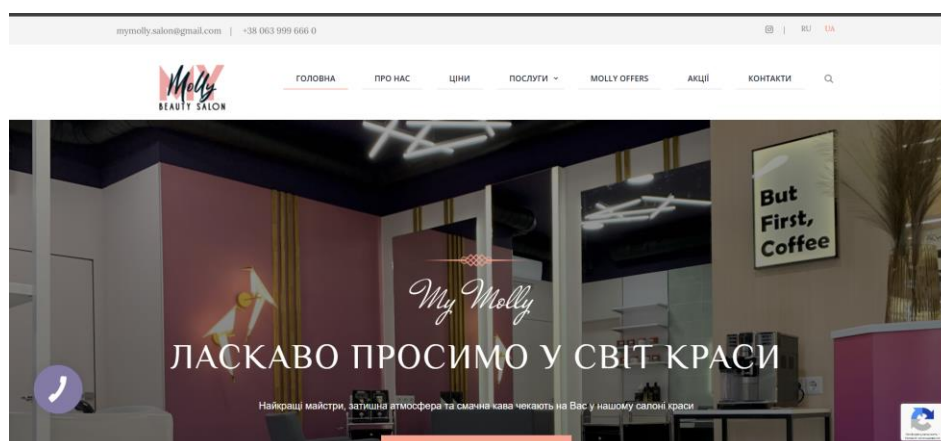 mymolly.salon@gmail.com | +38 063 999 666 0 | RU UA
MY
Molly
BEAUTY SALON
ГОЛОВНА ПРО НАС ЦІНИ ПОСЛУГИ MOLLY OFFERS АКЦІЇ КОНТАКТИ
But
First,
Coffee
My Molly
ЛАСКАВО ПРОСИМО У СВІТ КРАСИ
Найкращі майстри, затишна атмосфера та смачна кава чекають на Вас у нашому салоні краси